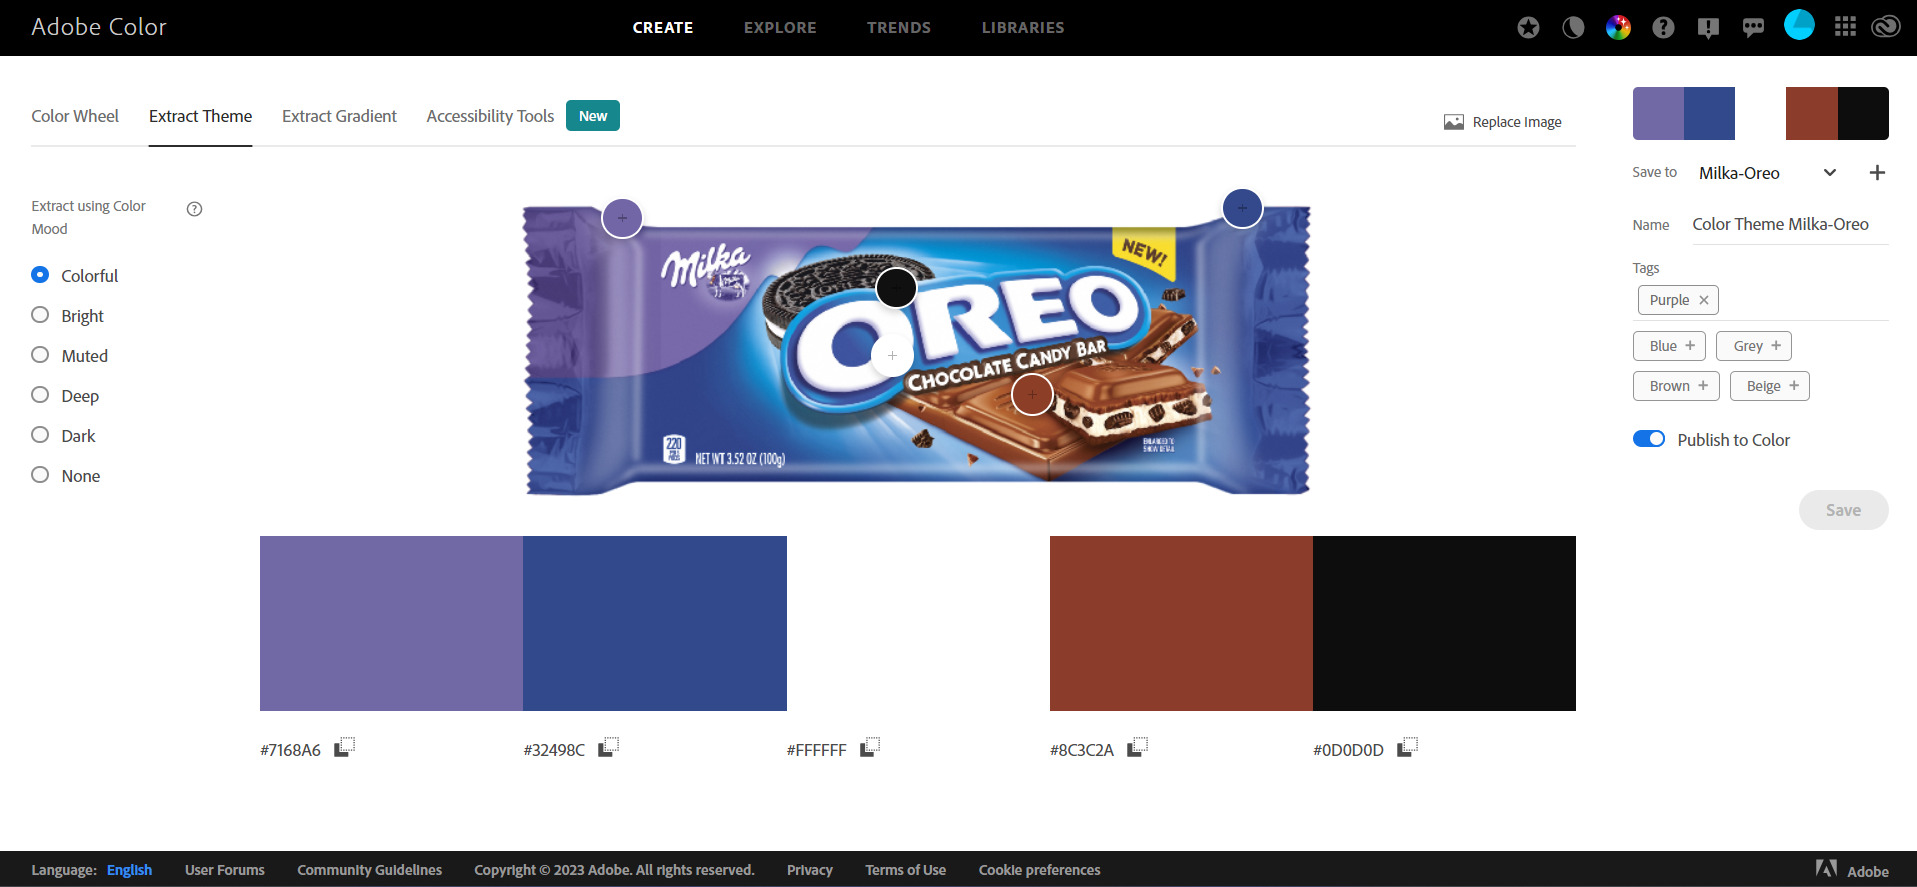 Adobe Color
CREATE EXPLORE TRENDS LIBRARIES
Color Wheel Extract Theme Extract Gradient Accessibility Tools New
Replace Image
Save to Milka-Oreo
Extract using Color
Mood
Name Color Theme Milka-Oreo
Colorful
Bright
Muted
Deep
Dark
None
Tags
Purple
Blue Grey
Brown Beige
Publish to Color
Save
Milka
NEW!
OREO
CHOCOLATE CANDY BAR
220
NET WT 3.52 OZ (100g)
ENLARGED TO
SHOW DETAIL
#7168A6 #32498C #FFFFFF #8C3C2A #0D0D0D
Language: English User Forums Community Guidelines Copyright © 2023 Adobe. All rights reserved. Privacy Terms of Use Cookie preferences
Adobe